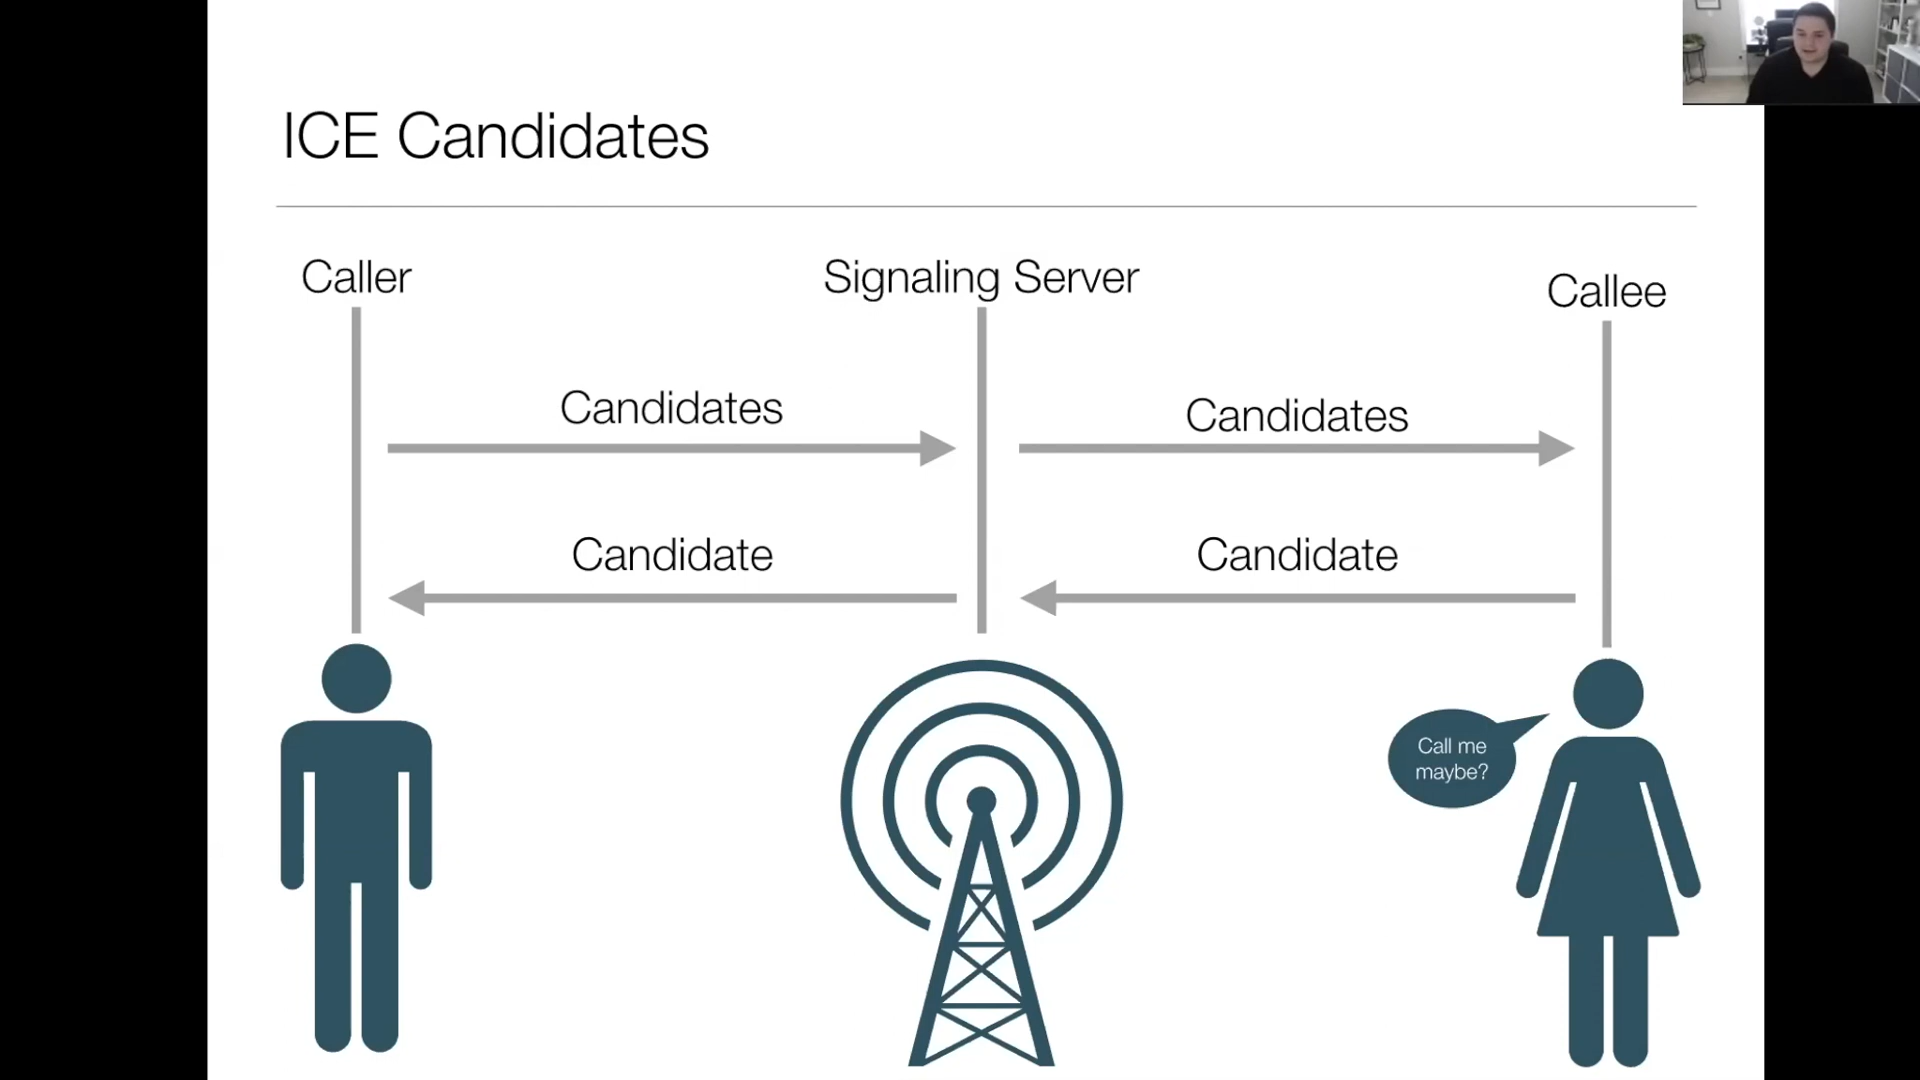 ICE Candidates
Caller
Signaling Server
Callee
Candidates
Candidates
Candidate
Candidate
Call me
maybe?